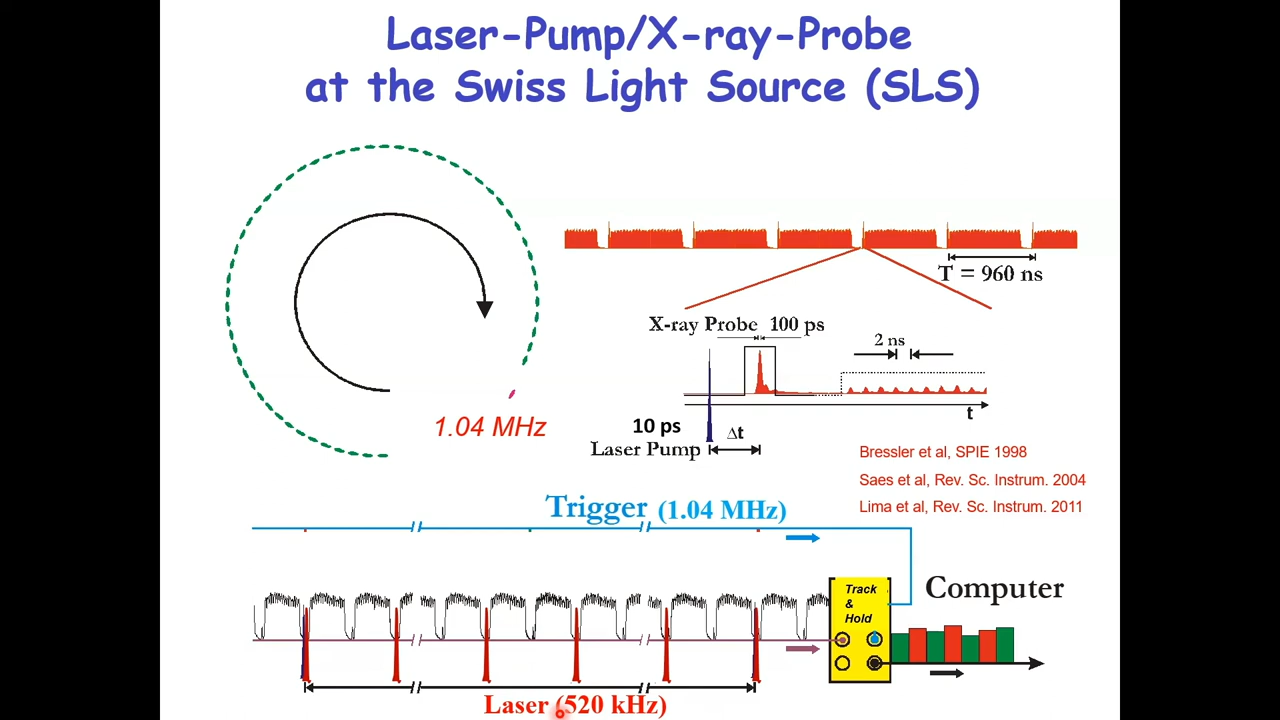 Laser-Pump/X-ray-Probe
at the Swiss Light Source (SLS)
T = 960 ns
X-ray Probe 100 ps
2 ns
1.04 MHz
t
10 ps
Δt
Laser Pump
Bressler et al, SPIE 1998
Saes et al, Rev. Sc. Instrum. 2004
Lima et al, Rev. Sc. Instrum. 2011
Trigger (1.04 MHz)
Track
&
Hold
Computer
Laser (520 kHz)